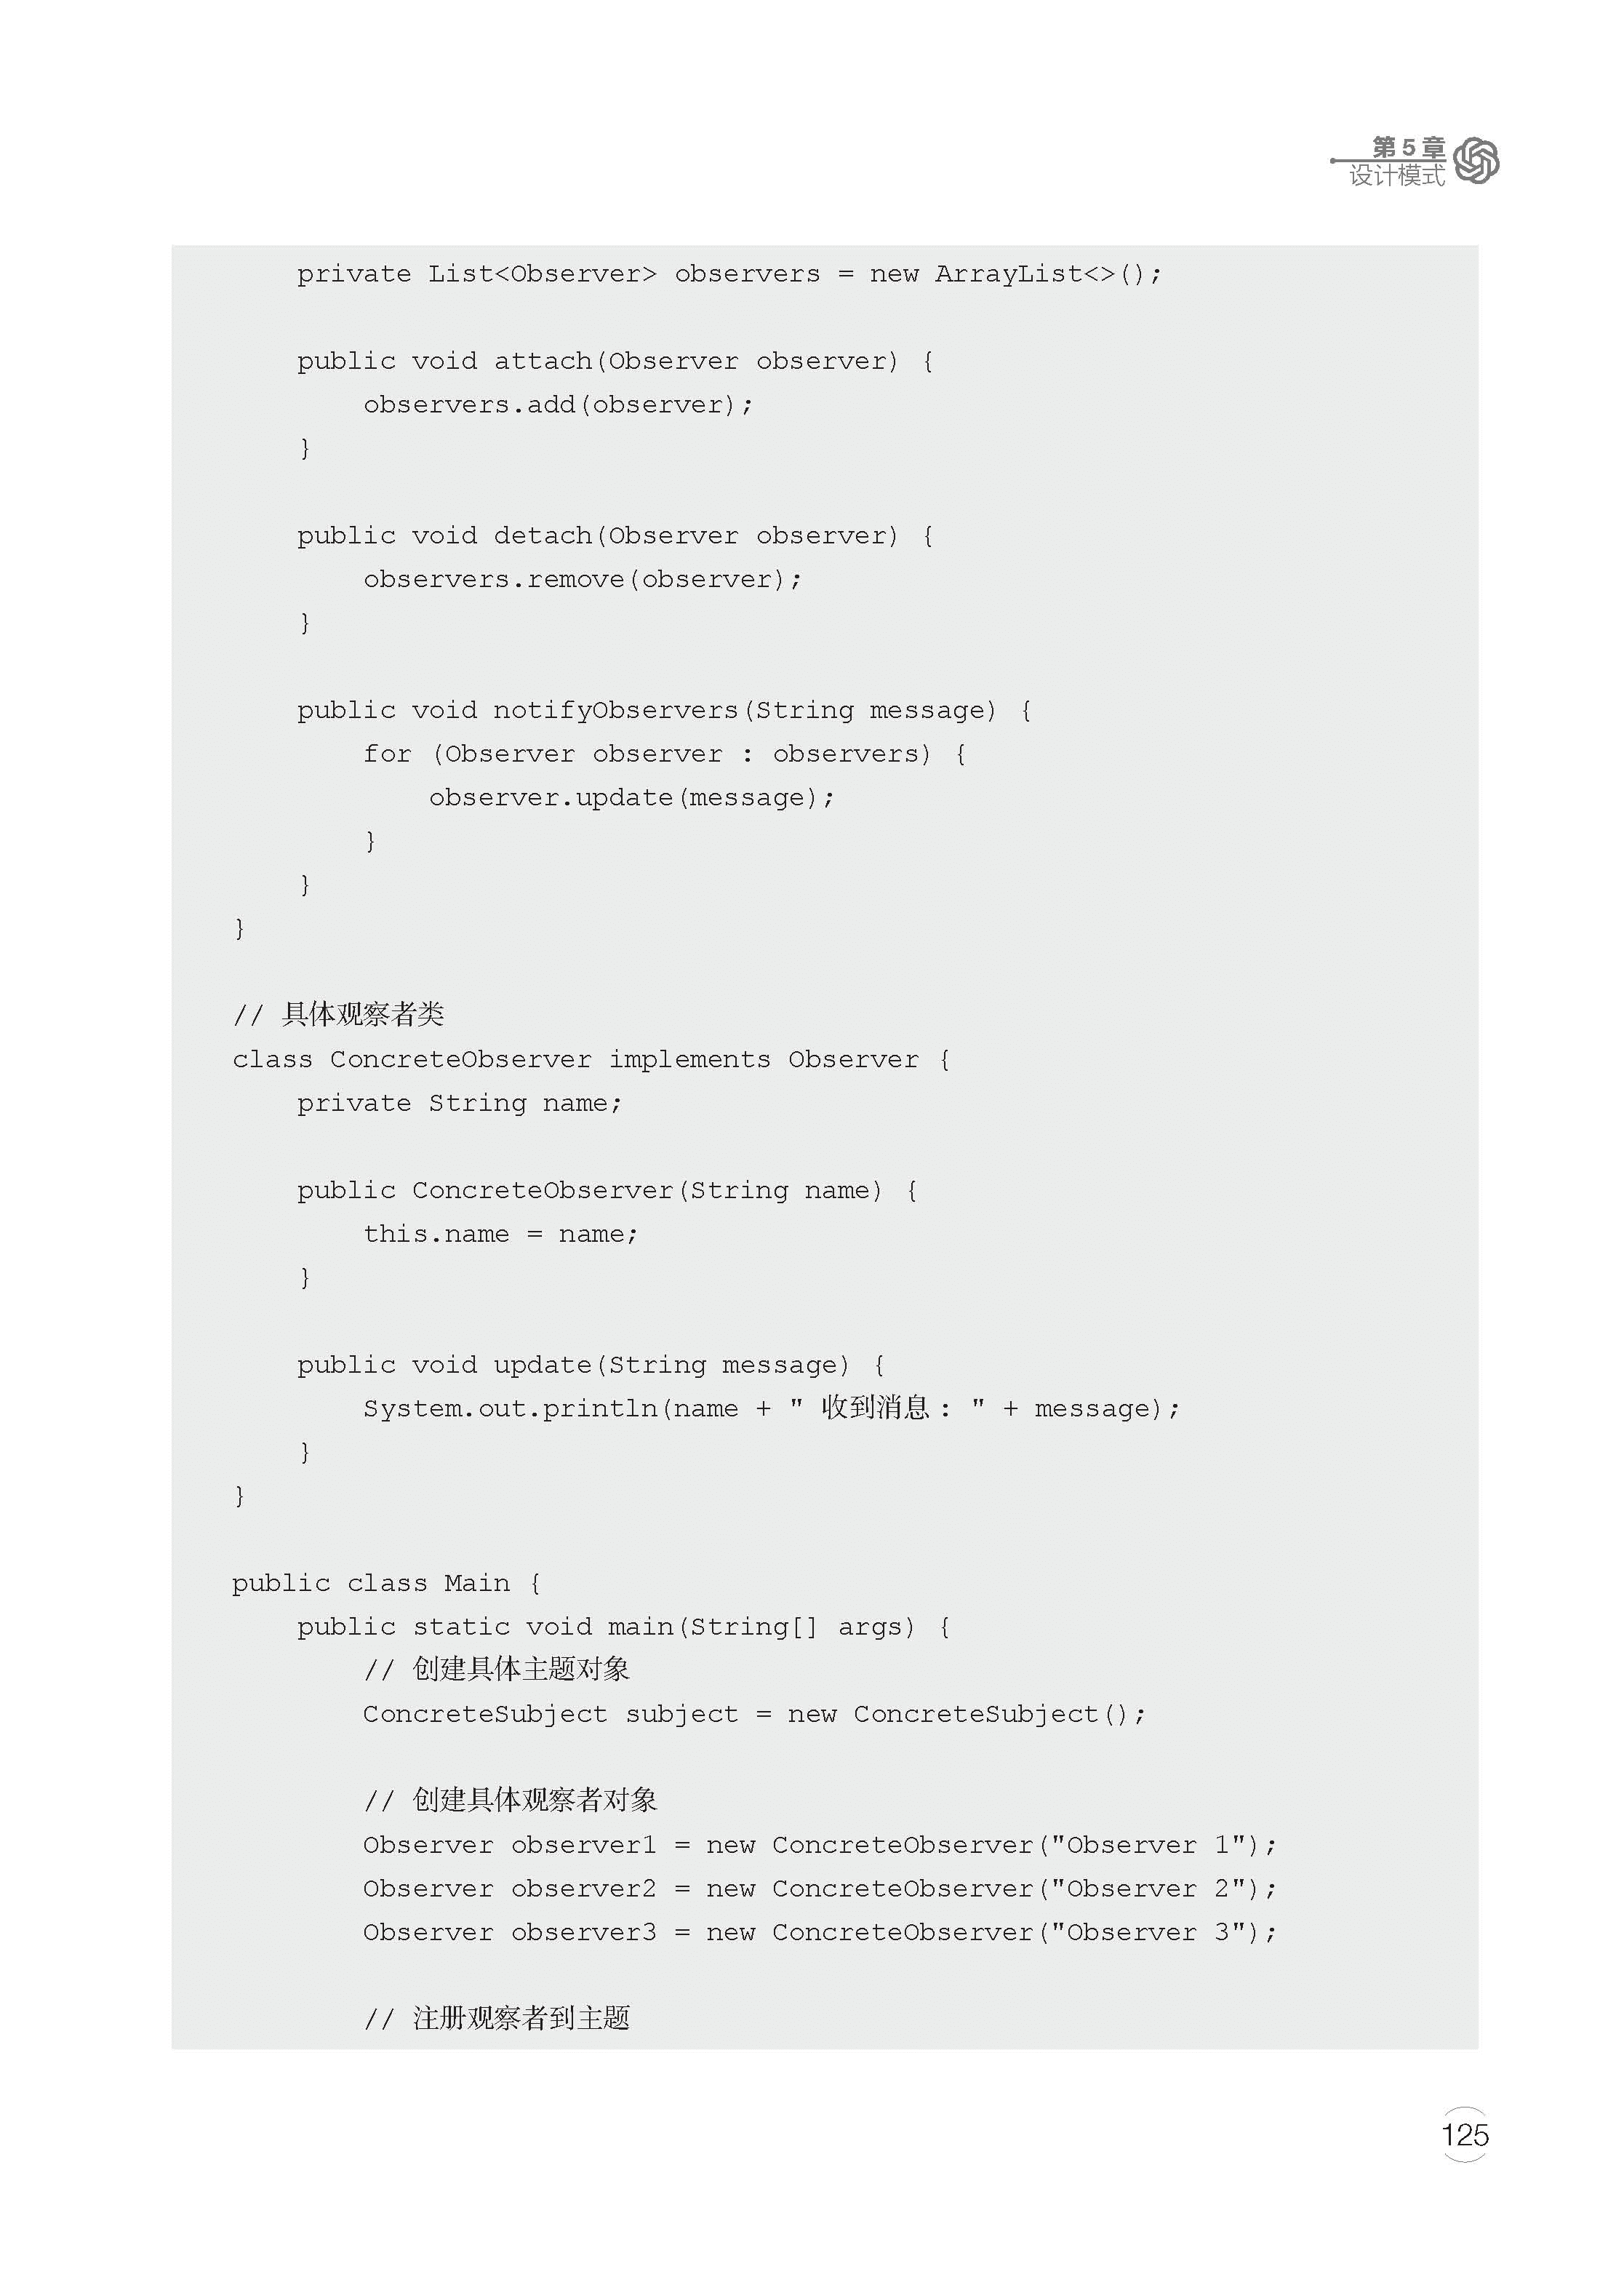 第 5 章
设计模式
    private List<Observer> observers = new ArrayList<>();

    public void attach(Observer observer) {
        observers.add(observer);
    }

    public void detach(Observer observer) {
        observers.remove(observer);
    }

    public void notifyObservers(String message) {
        for (Observer observer : observers) {
            observer.update(message);
        }
    }
}

// 具体观察者类
class ConcreteObserver implements Observer {
    private String name;

    public ConcreteObserver(String name) {
        this.name = name;
    }

    public void update(String message) {
        System.out.println(name + " 收到消息: " + message);
    }
}

public class Main {
    public static void main(String[] args) {
        // 创建具体主题对象
        ConcreteSubject subject = new ConcreteSubject();

        // 创建具体观察者对象
        Observer observer1 = new ConcreteObserver("Observer 1");
        Observer observer2 = new ConcreteObserver("Observer 2");
        Observer observer3 = new ConcreteObserver("Observer 3");

        // 注册观察者到主题
125